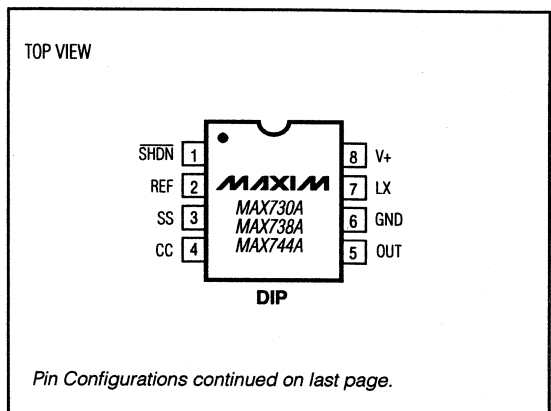 TOP VIEW
SHDN 1
REF 2
SS 3
CC 4
MAXIM
MAX730A
MAX738A
MAX744A
8 V+
7 LX
6 GND
5 OUT
DIP
Pin Configurations continued on last page.